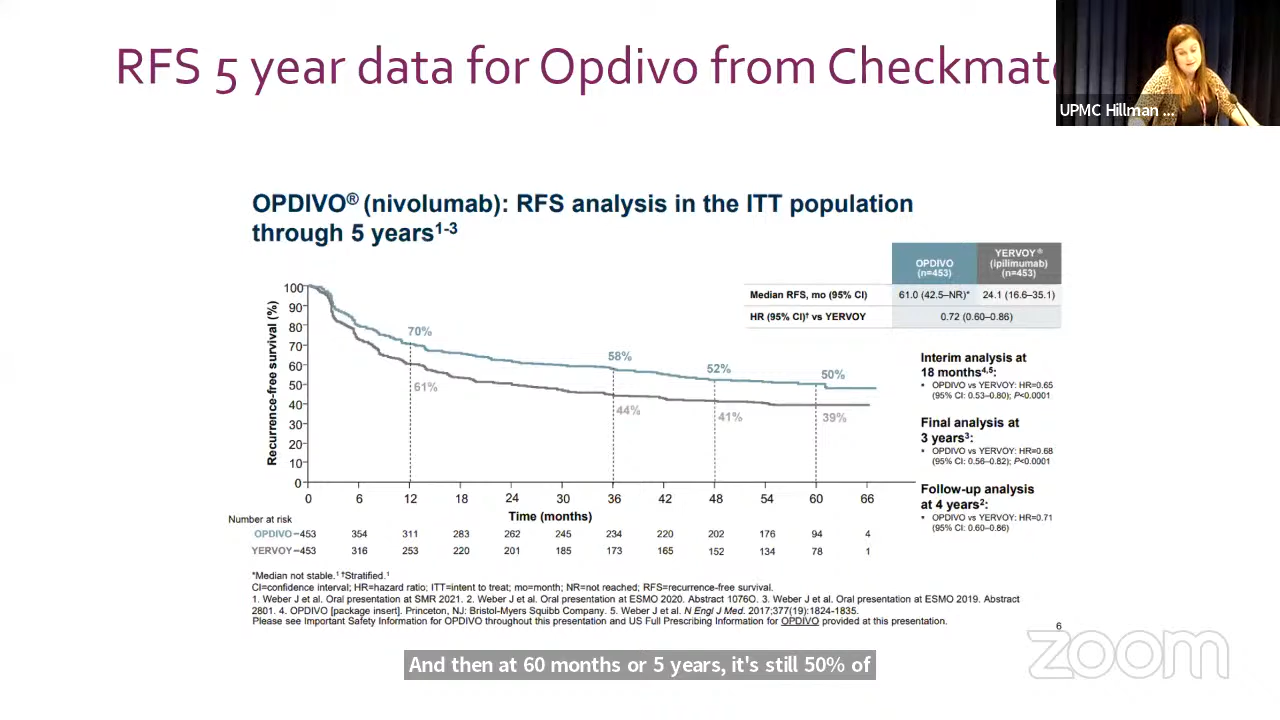 RFS 5 year data for Opdivo from Checkmate
UPMC Hillman ...
OPDIVO® (nivolumab): RFS analysis in the ITT population
through 5 years1-3
OPDIVO
(n=453)
YERVOY®
(ipilimumab)
(n=453)
Median RFS, mo (95% CI) 61.0 (42.5–NR)* 24.1 (16.6–35.1)
HR (95% CI)† vs YERVOY 0.72 (0.60–0.86)
Recurrence-free survival (%)
100
90
80
70
60
50
40
30
20
10
0
70%
58%
52%
50%
61%
44%
41%
39%
0 6 12 18 24 30 36 42 48 54 60 66
Time (months)
Number at risk
OPDIVO 453 354 311 283 262 245 234 220 202 176 94 4
YERVOY 453 316 253 220 201 185 173 165 152 134 78 1
Interim analysis at
18 months4,5:
• OPDIVO vs YERVOY: HR=0.65
(95% CI: 0.53–0.80); P<0.0001
Final analysis at
3 years3:
• OPDIVO vs YERVOY: HR=0.68
(95% CI: 0.56–0.82); P<0.0001
Follow-up analysis
at 4 years2:
• OPDIVO vs YERVOY: HR=0.71
(95% CI: 0.60–0.86)
*Median not stable.1 †Stratified.1
CI=confidence interval; HR=hazard ratio; ITT=intent to treat; mo=month; NR=not reached; RFS=recurrence-free survival.
1. Weber J et al. Oral presentation at SMR 2021. 2. Weber J et al. Oral presentation at ESMO 2020. Abstract 1076O. 3. Weber J et al. Oral presentation at ESMO 2019. Abstract
2801. 4. OPDIVO [package insert]. Princeton, NJ: Bristol-Myers Squibb Company. 5. Weber J et al. N Engl J Med. 2017;377(19):1824-1835.
Please see Important Safety Information for OPDIVO throughout this presentation and US Full Prescribing Information for OPDIVO provided at this presentation.
6
zoom
And then at 60 months or 5 years, it's still 50% of